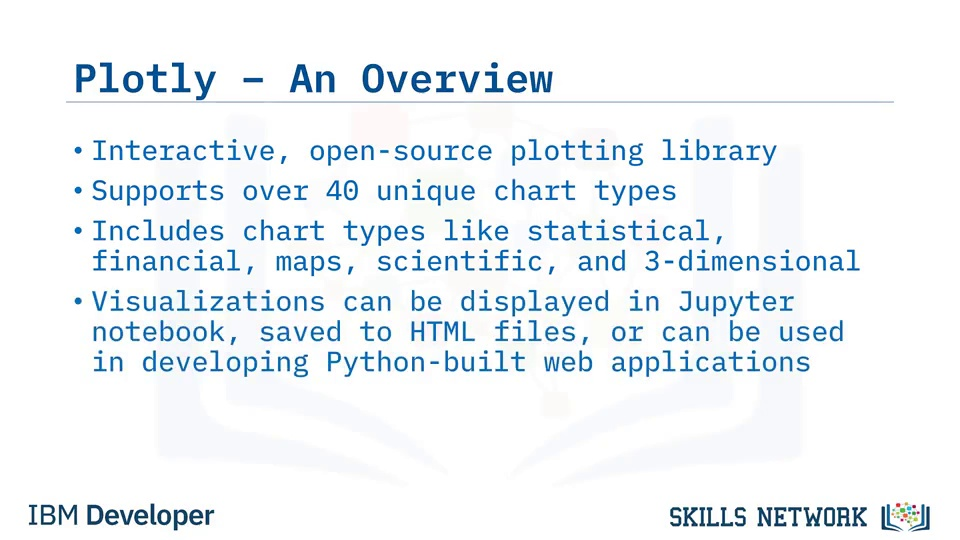 Plotly – An Overview
• Interactive, open-source plotting library
• Supports over 40 unique chart types
• Includes chart types like statistical,
financial, maps, scientific, and 3-dimensional
• Visualizations can be displayed in Jupyter
notebook, saved to HTML files, or can be used
in developing Python-built web applications
IBM Developer
SKILLS NETWORK